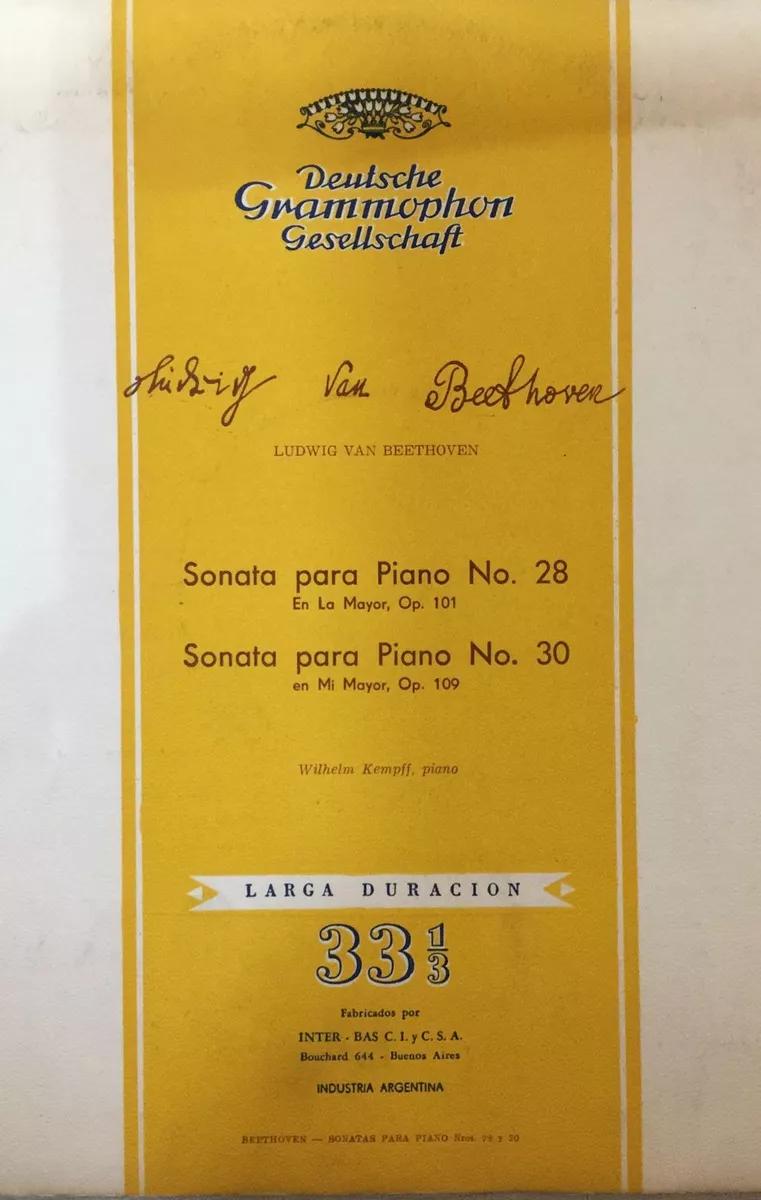 Deutsche
Grammophon
Gesellschaft
Ludwig van Beethoven
LUDWIG VAN BEETHOVEN
Sonata para Piano No. 28
En La Mayor, Op. 101
Sonata para Piano No. 30
en Mi Mayor, Op. 109
Wilhelm Kempff, piano
LARGA DURACION
33 1/3
Fabricados por
INTER - BAS C. I. y C. S. A.
Bouchard 644 - Buenos Aires
INDUSTRIA ARGENTINA
BEETHOVEN — SONATAS PARA PIANO Nros. 28 y 30